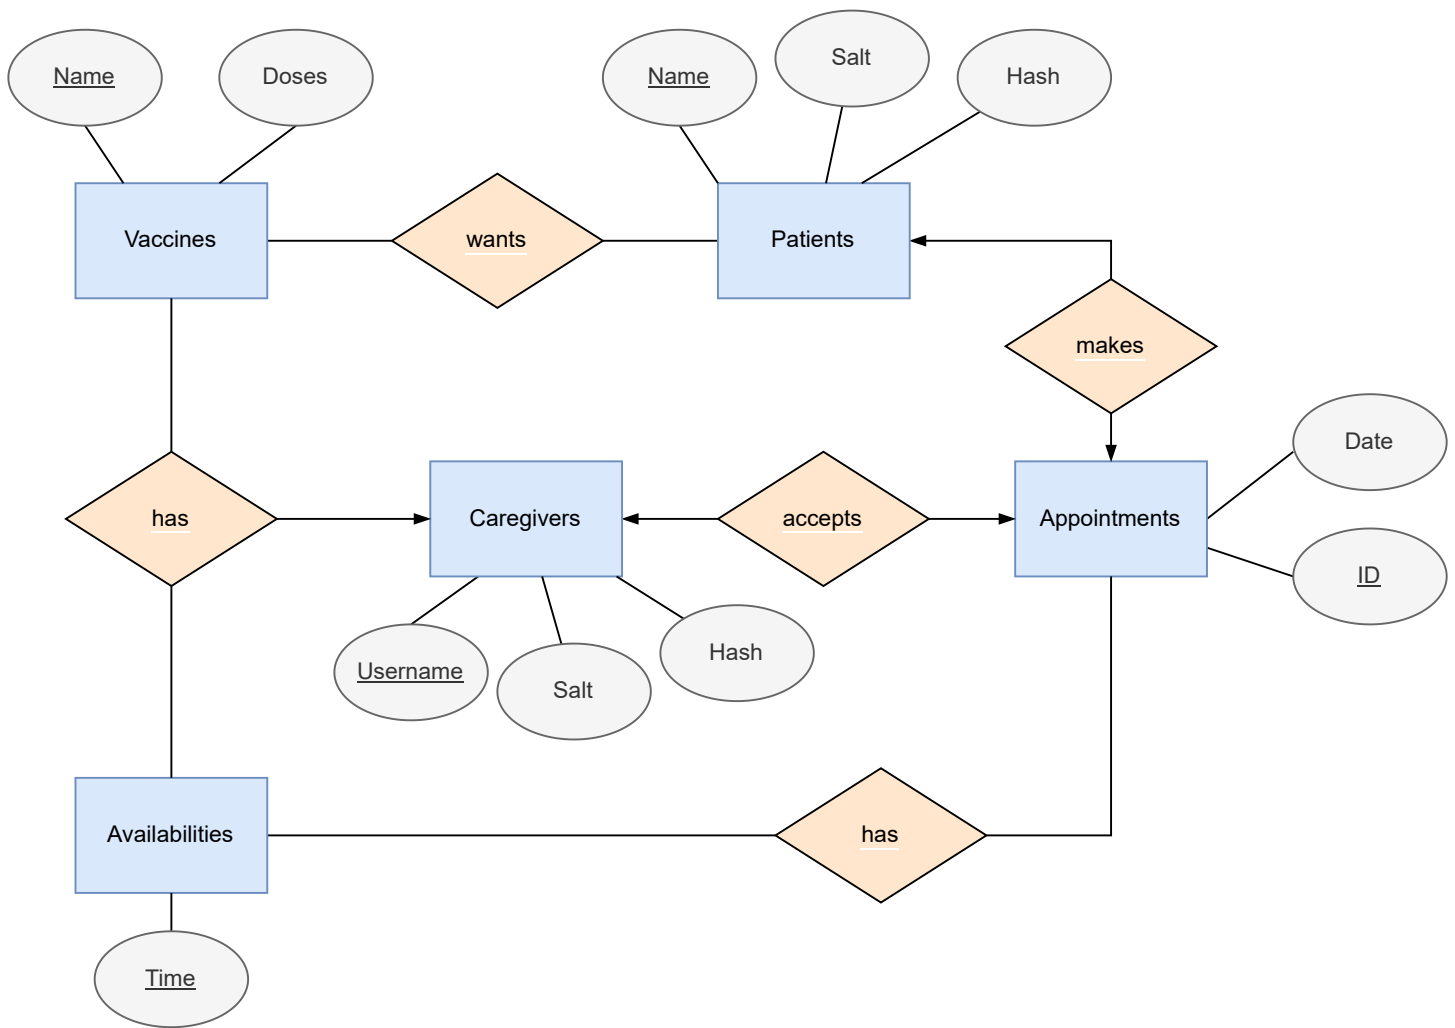 Name
Doses
Name
Salt
Hash
Vaccines
wants
Patients
makes
Date
has
Caregivers
accepts
Appointments
ID
Username
Salt
Hash
Availabilities
has
Time